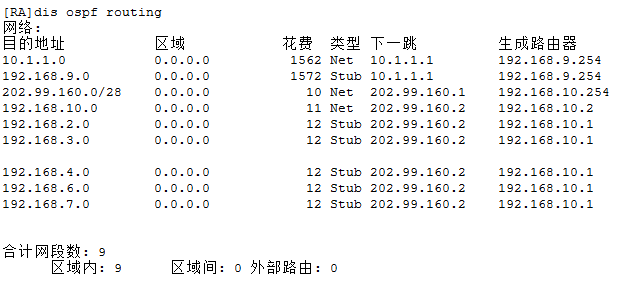 [RA]dis ospf routing
网络：
目的地址 区域 花费 类型 下一跳 生成路由器
10.1.1.0 0.0.0.0 1562 Net 10.1.1.1 192.168.9.254
192.168.9.0 0.0.0.0 1572 Stub 10.1.1.1 192.168.9.254
202.99.160.0/28 0.0.0.0 10 Net 202.99.160.1 192.168.10.254
192.168.10.0 0.0.0.0 11 Net 202.99.160.2 192.168.10.2
192.168.2.0 0.0.0.0 12 Stub 202.99.160.2 192.168.10.1
192.168.3.0 0.0.0.0 12 Stub 202.99.160.2 192.168.10.1
192.168.4.0 0.0.0.0 12 Stub 202.99.160.2 192.168.10.1
192.168.6.0 0.0.0.0 12 Stub 202.99.160.2 192.168.10.1
192.168.7.0 0.0.0.0 12 Stub 202.99.160.2 192.168.10.1
合计网段数：9
区域内：9 区域间：0 外部路由：0